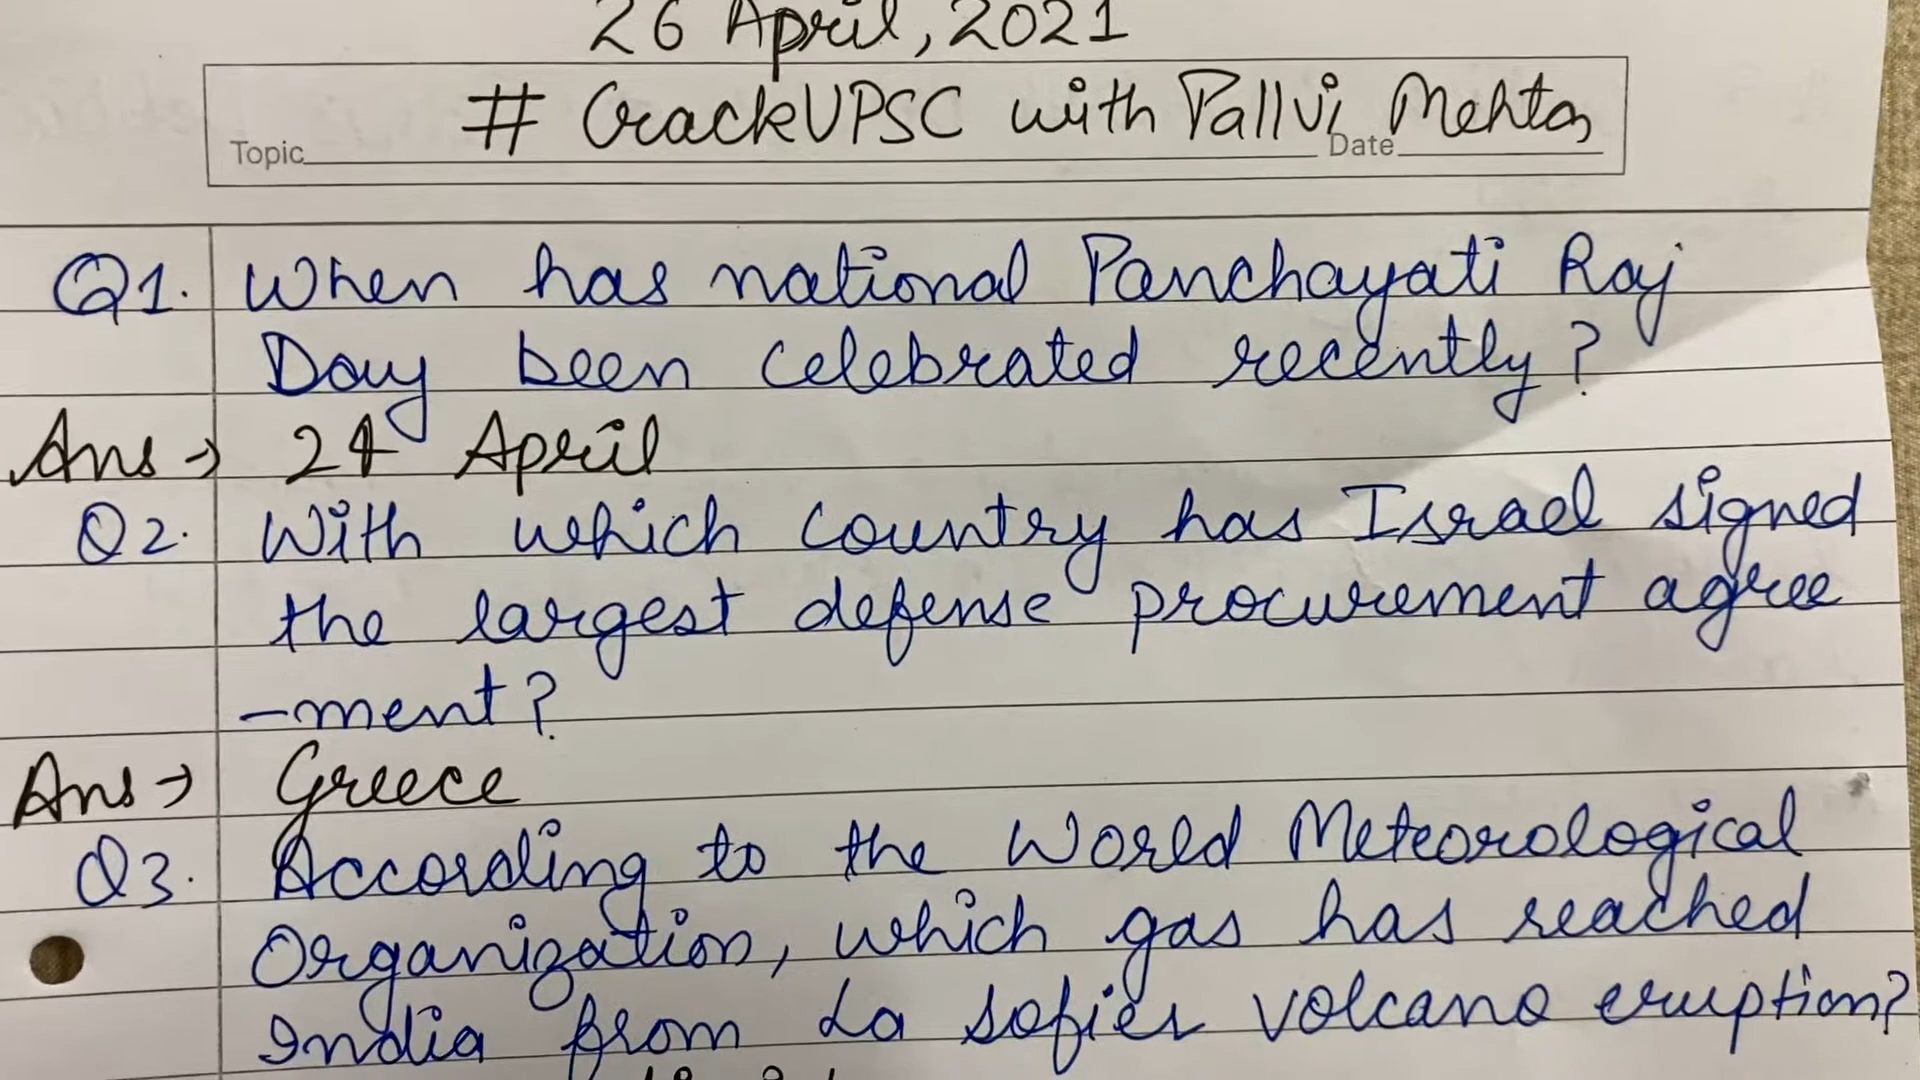 26 April, 2021
# CrackUPSC with Pallvi Mehta
Topic Date
Q1. When has national Panchayati Raj
Day been celebrated recently?
Ans → 24 April
Q2. With which country has Israel signed
the largest defense procurement agree
-ment?
Ans → Greece
Q3. According to the World Meteorological
Organization, which gas has reached
India from La sofier volcano eruption?